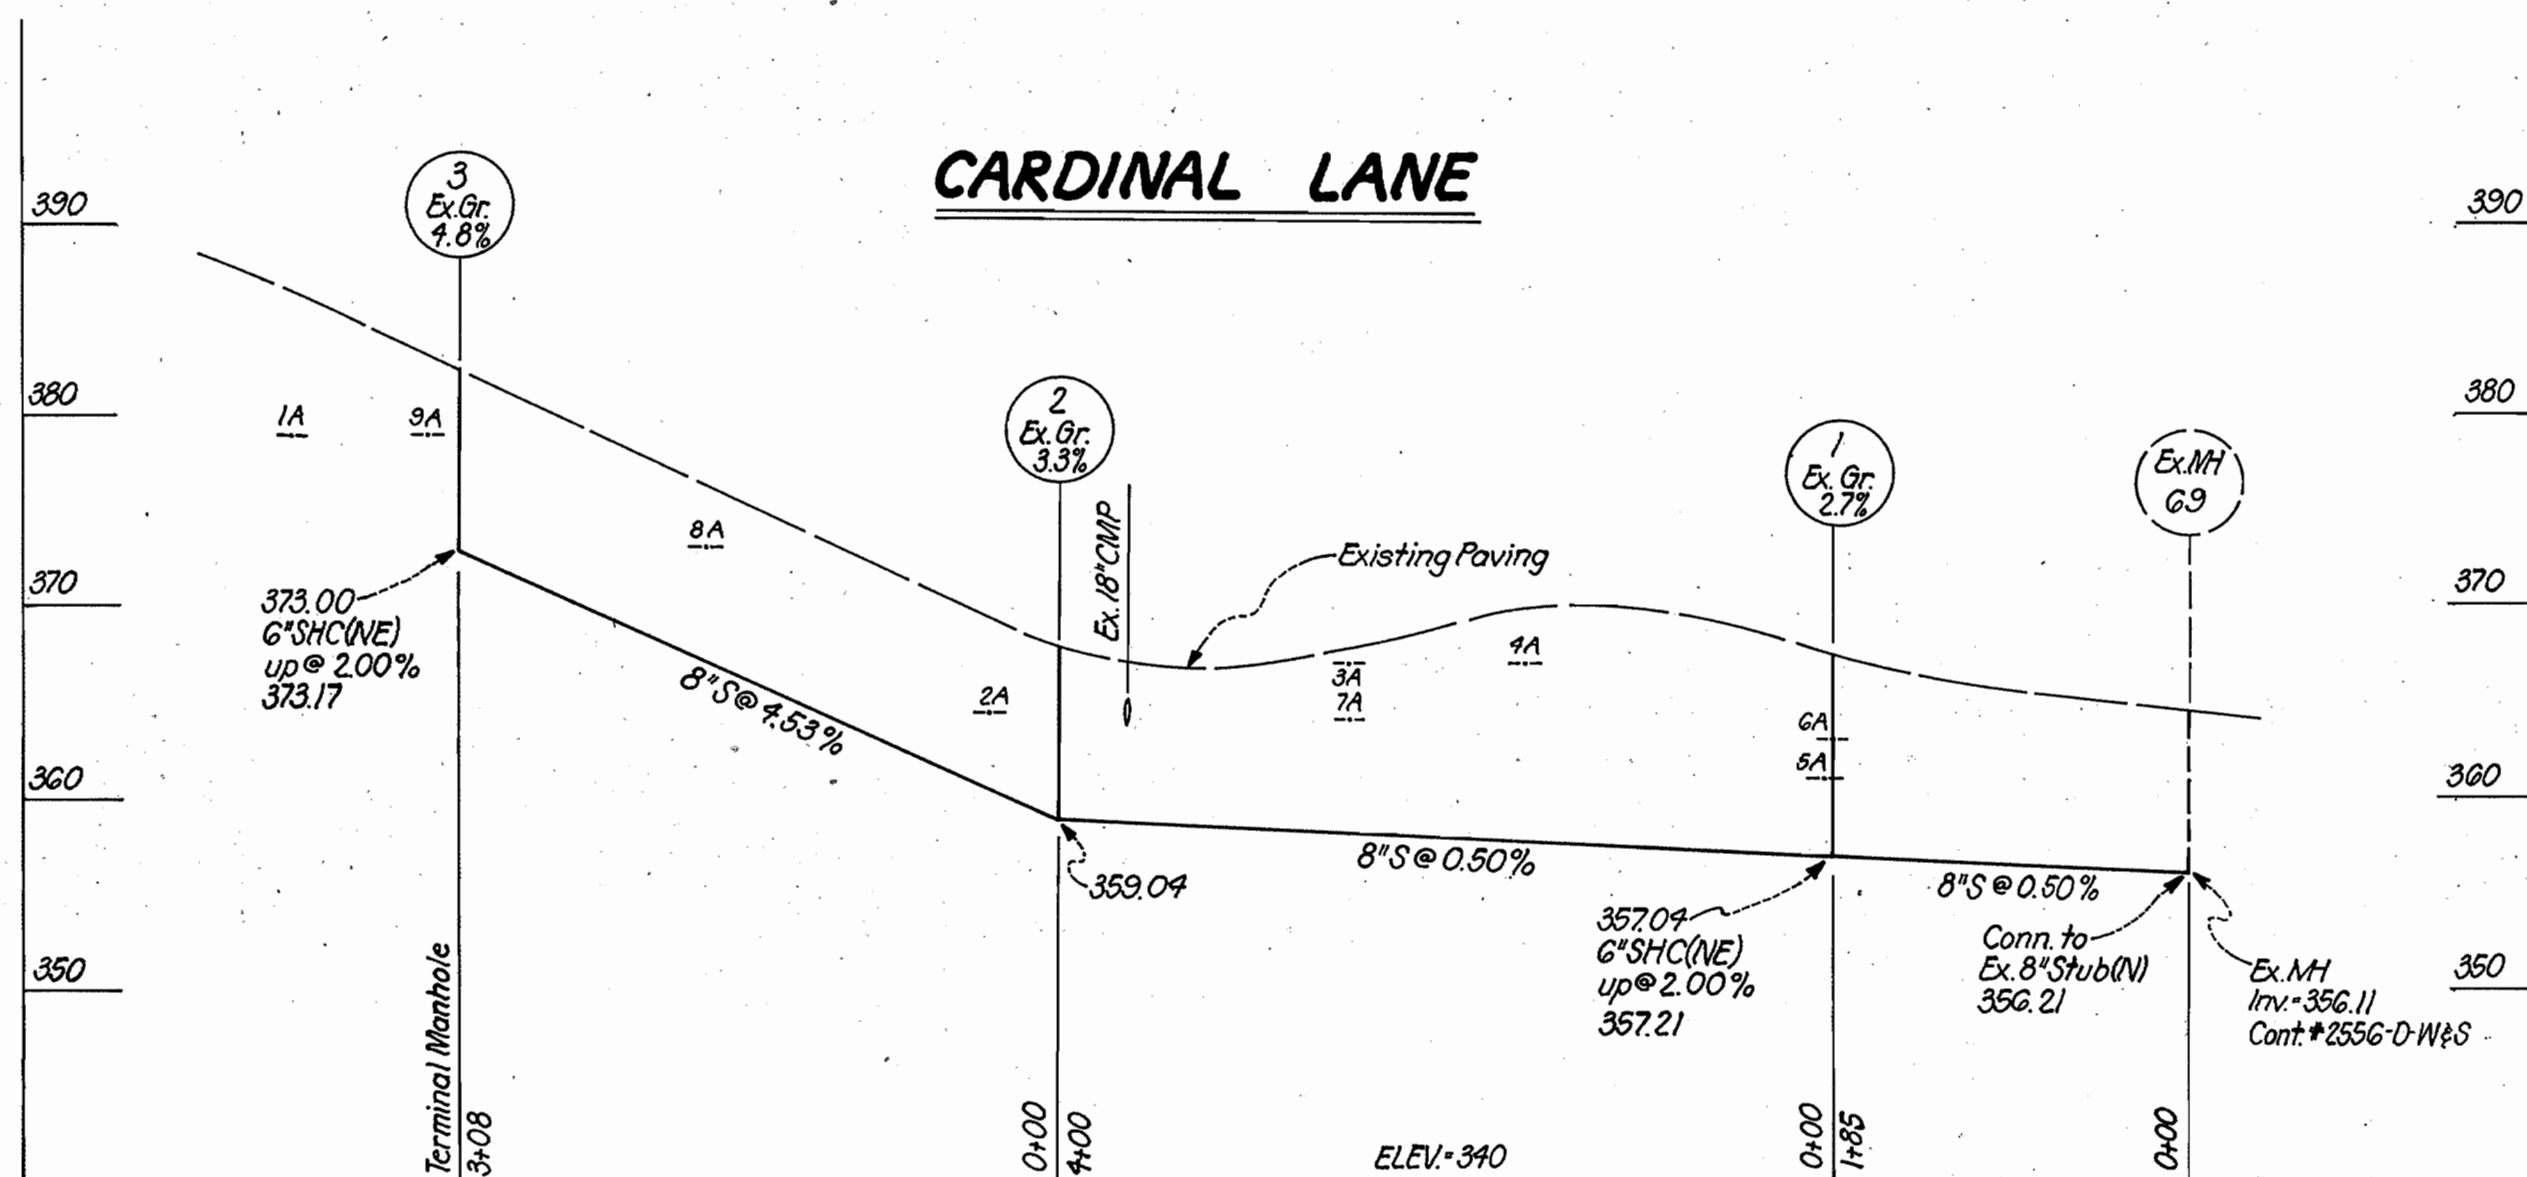 CARDINAL LANE
390
380
370
360
350
390
380
370
360
350
3
Ex.Gr.
4.8%
2
Ex.Gr.
3.3%
1
Ex. Gr.
2.7%
Ex.MH
69
1A
9A
8A
2A
3A
7A
4A
6A
5A
Ex.18"CMP
Existing Paving
373.00
6"SHC(NE)
up@ 2.00%
373.17
8"S@ 4.53%
359.04
8"S@0.50%
8"S@0.50%
357.04
6"SHC(NE)
up@2.00%
357.21
Conn. to
Ex.8"Stub(N)
356.21
Ex.MH
Inv.=356.11
Cont.#2556-D-W&S
Terminal Manhole
3+08
0+00
4+00
ELEV.=340
0+00
1+85
0+00